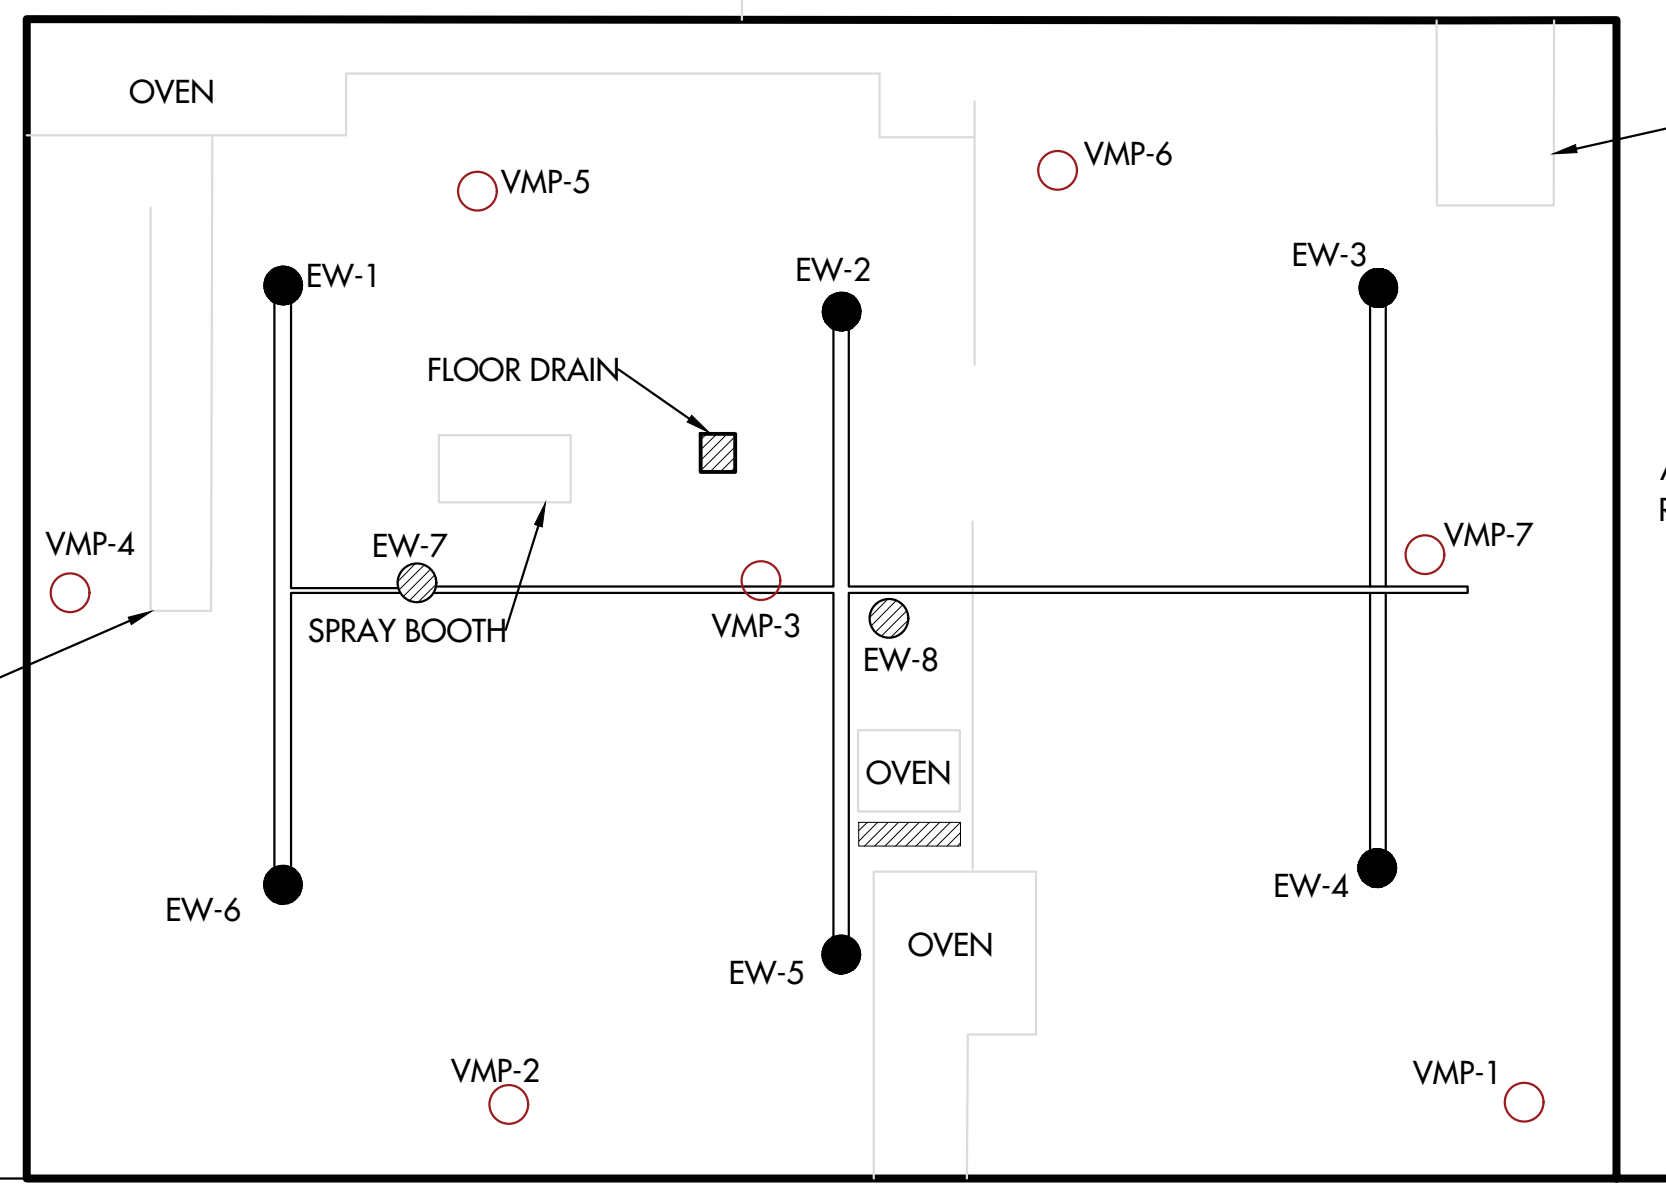 OVEN
VMP-5
VMP-6
EW-1
EW-2
EW-3
FLOOR DRAIN
VMP-4
EW-7
VMP-7
SPRAY BOOTH
VMP-3
EW-8
OVEN
EW-6
EW-4
EW-5
OVEN
VMP-2
VMP-1